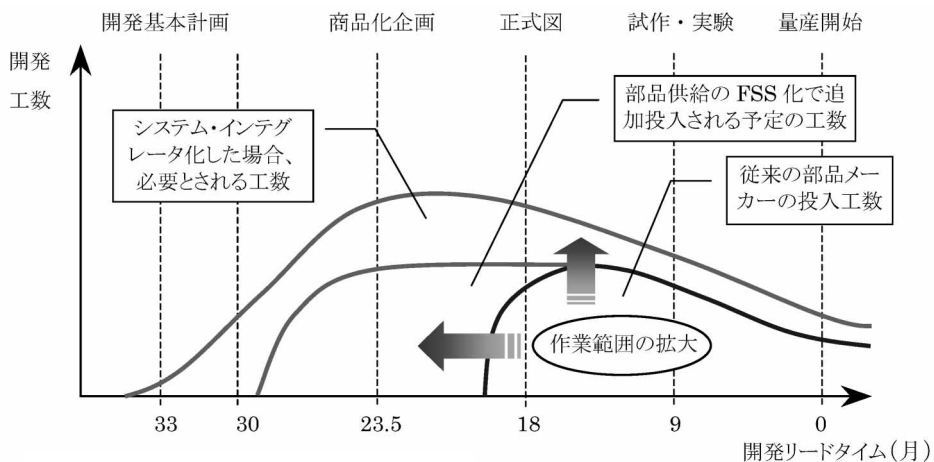 開発基本計画 商品化企画 正式図 試作・実験 量産開始
開発
工数
システム・インテグ
レータ化した場合、
必要とされる工数
部品供給の FSS 化で追
加投入される予定の工数
従来の部品メー
カーの投入工数
作業範囲の拡大
33 30 23.5 18 9 0
開発リードタイム(月)